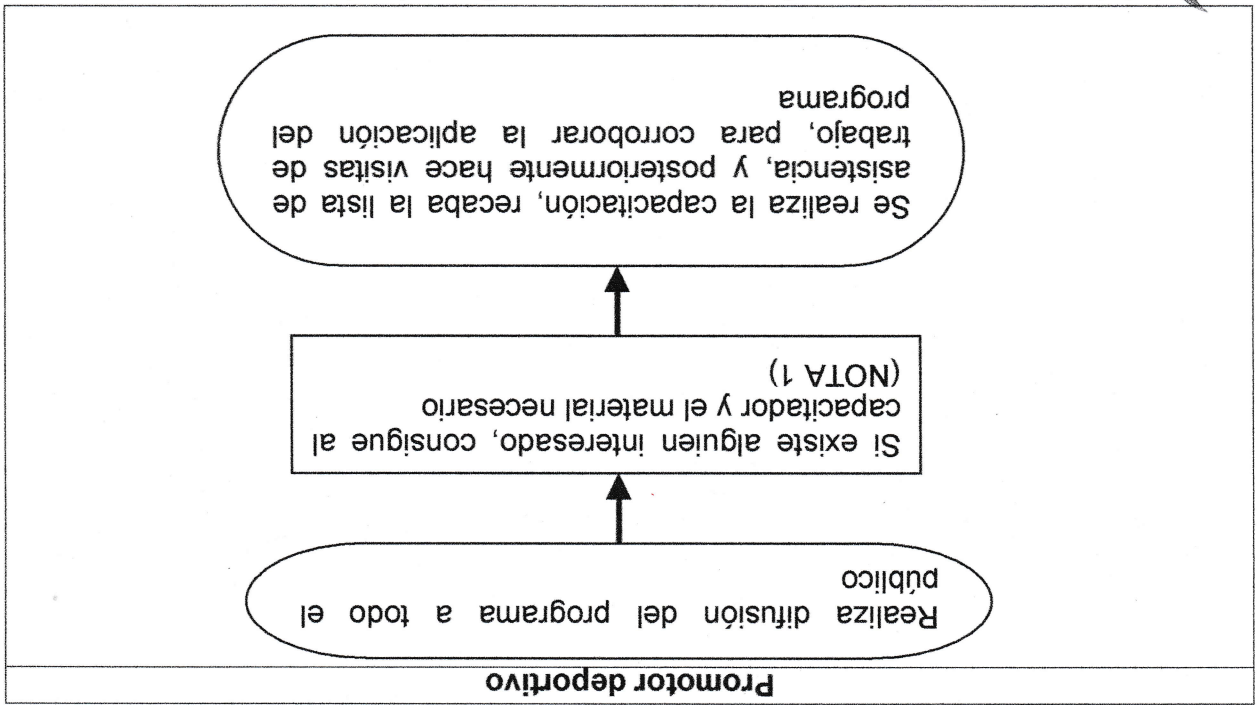 Promotor deportivo
Realiza difusión del programa a todo el
público
Si existe alguien interesado, consigue al
capacitador y el material necesario
(NOTA 1)
Se realiza la capacitación, recaba la lista de
asistencia, y posteriormente hace visitas de
trabajo, para corroborar la aplicación del
programa